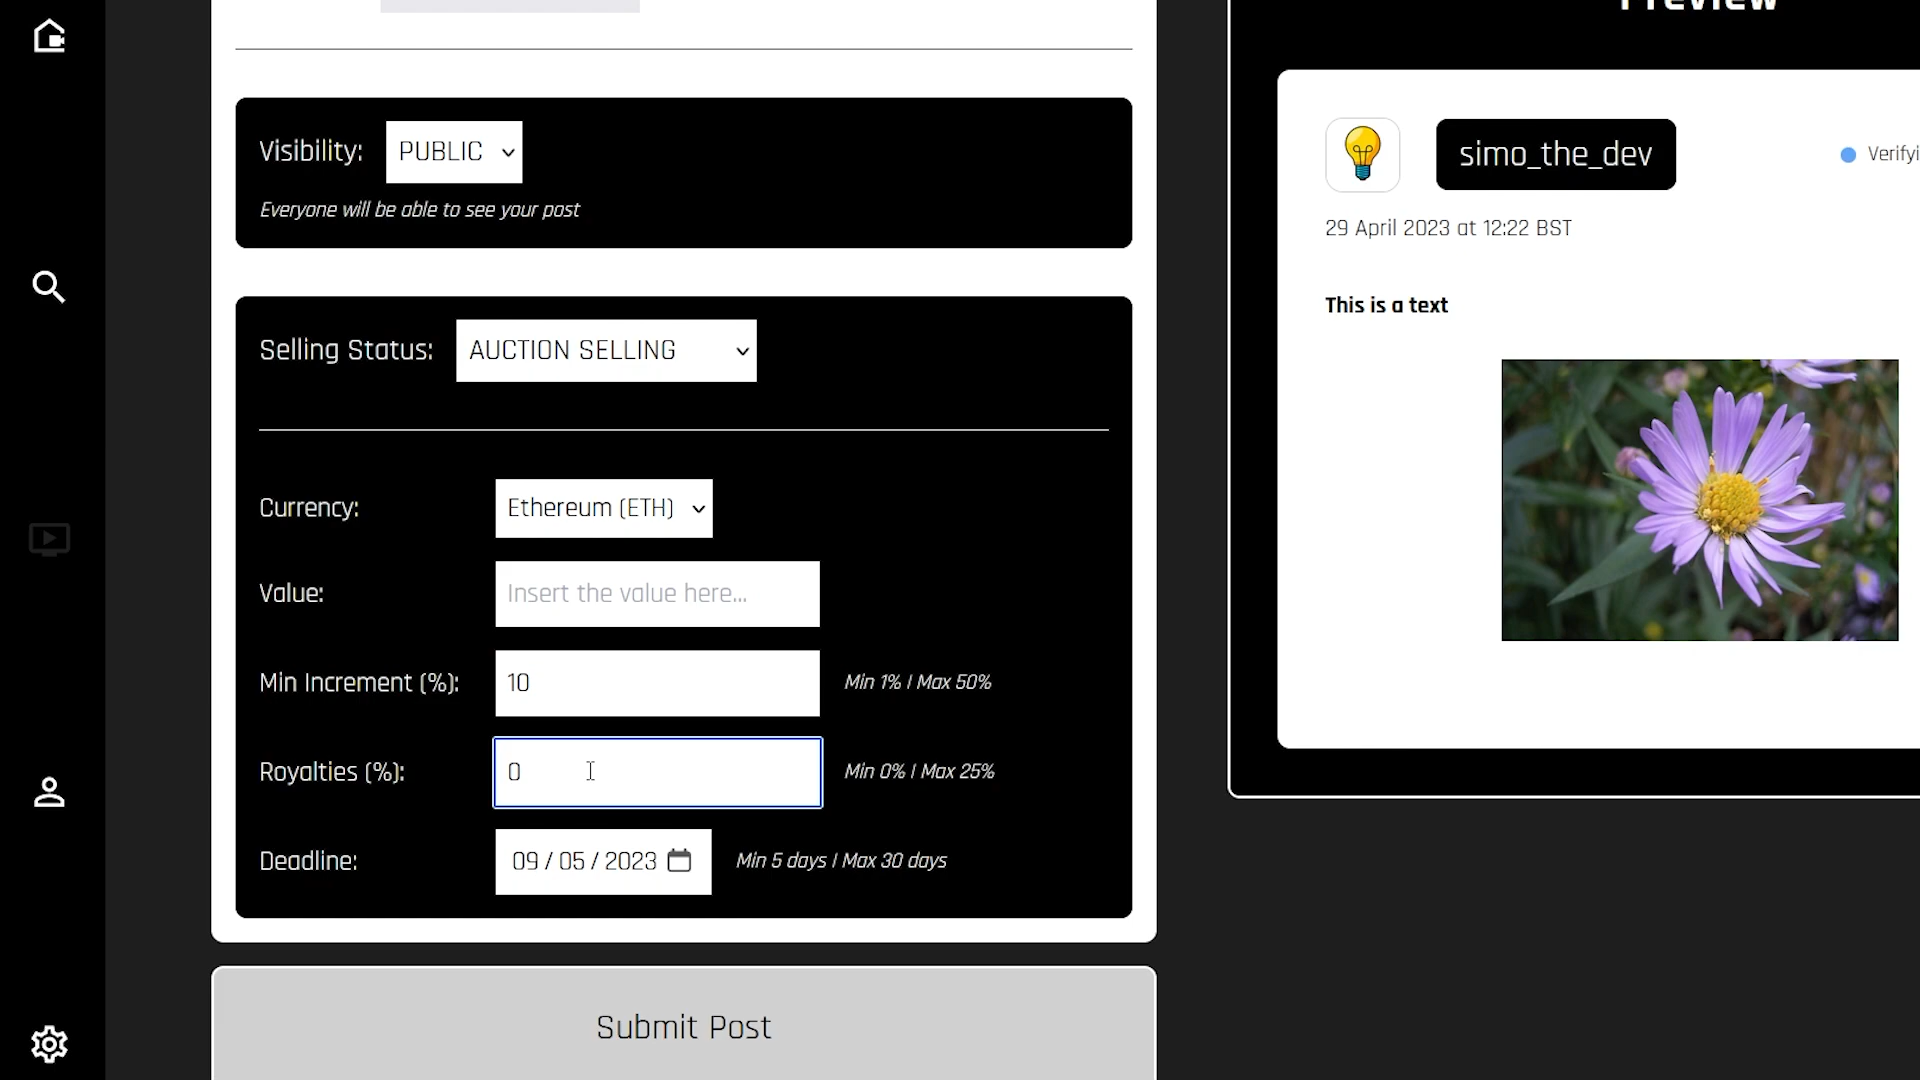 Preview
Visibility: PUBLIC
Everyone will be able to see your post
Selling Status: AUCTION SELLING
Currency: Ethereum (ETH)
Value: Insert the value here...
Min Increment (%): 10 Min 1% | Max 50%
Royalties (%): 0 Min 0% | Max 25%
Deadline: 09 / 05 / 2023 Min 5 days | Max 30 days
Submit Post
simo_the_dev
29 April 2023 at 12:22 BST
This is a text